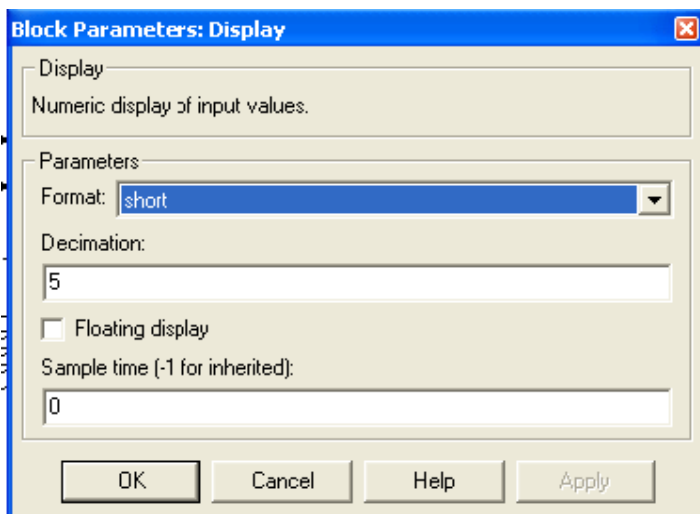 Block Parameters: Display
Display
Numeric display of input values.
Parameters
Format: short
Decimation:
5
Floating display
Sample time (-1 for inherited):
0
OK Cancel Help Apply